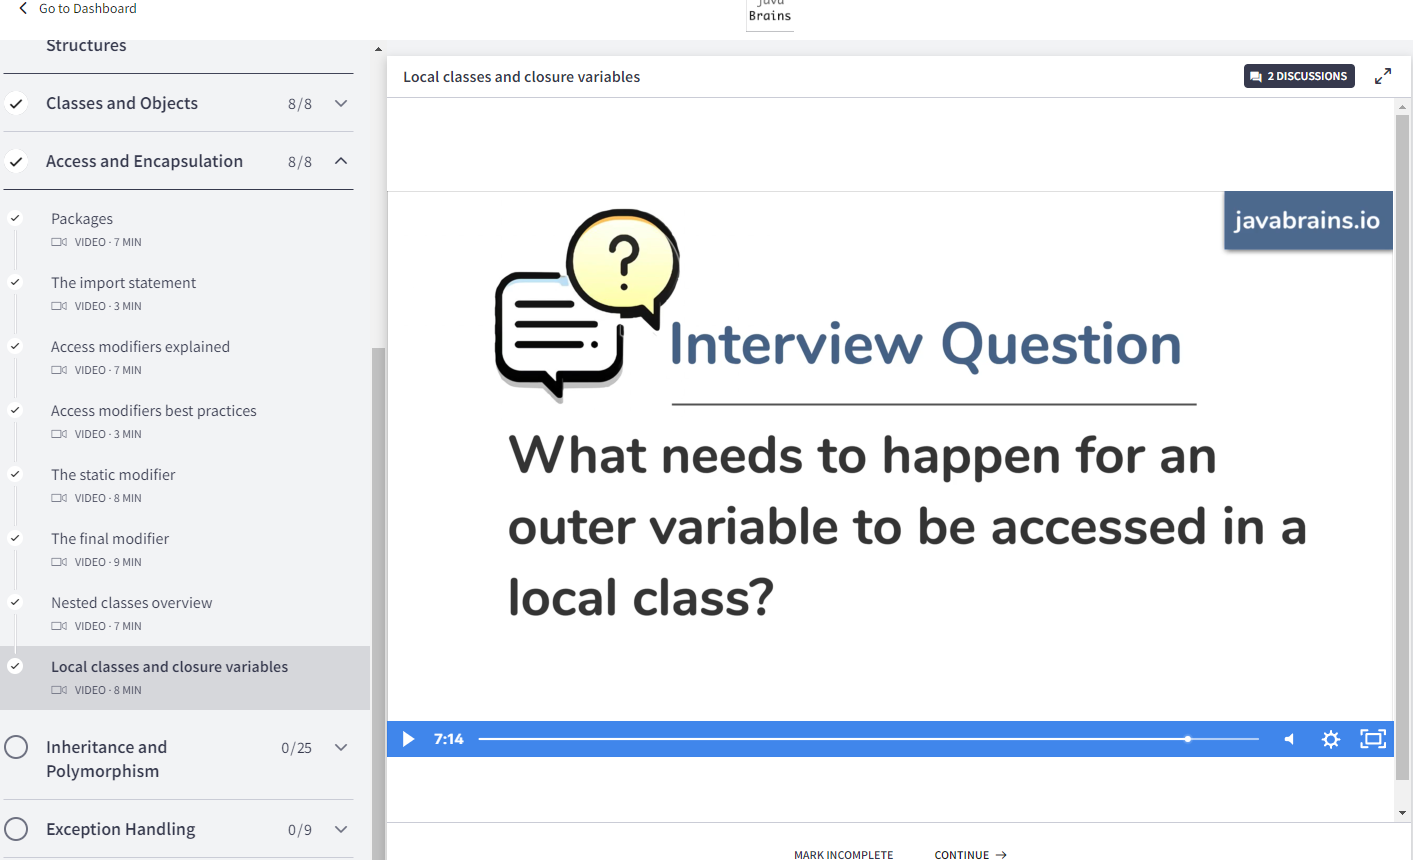 Go to Dashboard
Java
Brains
Structures
Classes and Objects 8/8
Access and Encapsulation 8/8
Packages
VIDEO · 7 MIN
The import statement
VIDEO · 3 MIN
Access modifiers explained
VIDEO · 7 MIN
Access modifiers best practices
VIDEO · 3 MIN
The static modifier
VIDEO · 8 MIN
The final modifier
VIDEO · 9 MIN
Nested classes overview
VIDEO · 7 MIN
Local classes and closure variables
VIDEO · 8 MIN
Inheritance and 0/25
Polymorphism
Exception Handling 0/9
Local classes and closure variables
2 DISCUSSIONS
javabrains.io
?
Interview Question
What needs to happen for an
outer variable to be accessed in a
local class?
7:14
MARK INCOMPLETE CONTINUE →